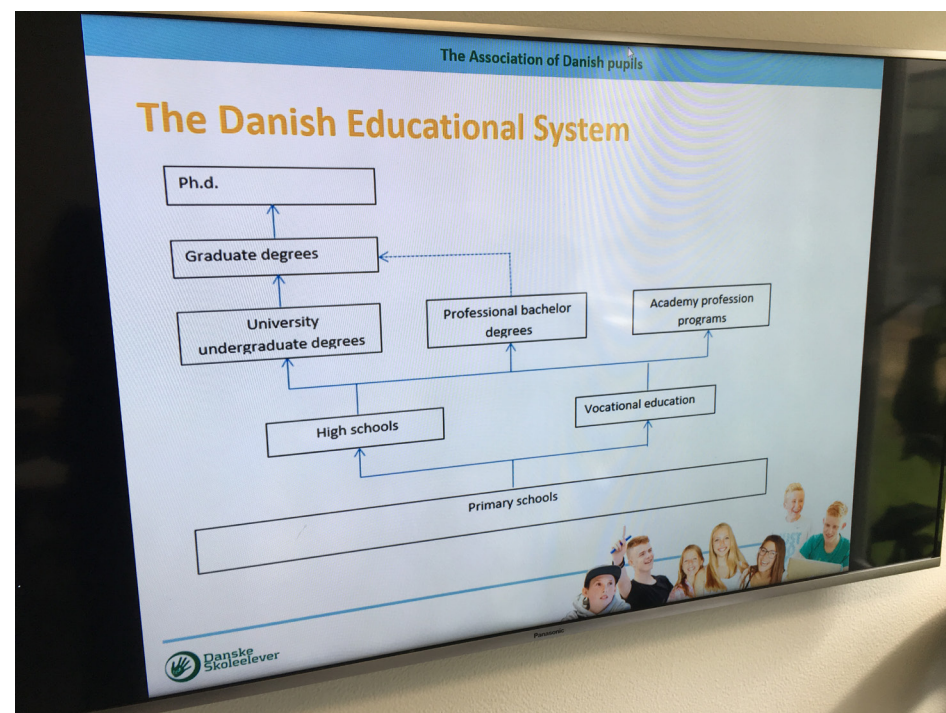 The Association of Danish pupils
The Danish Educational System
Ph.d.
Graduate degrees
University
undergraduate degrees
Professional bachelor
degrees
Academy profession
programs
High schools
Vocational education
Primary schools
Danske
Skoleelever
Panasonic